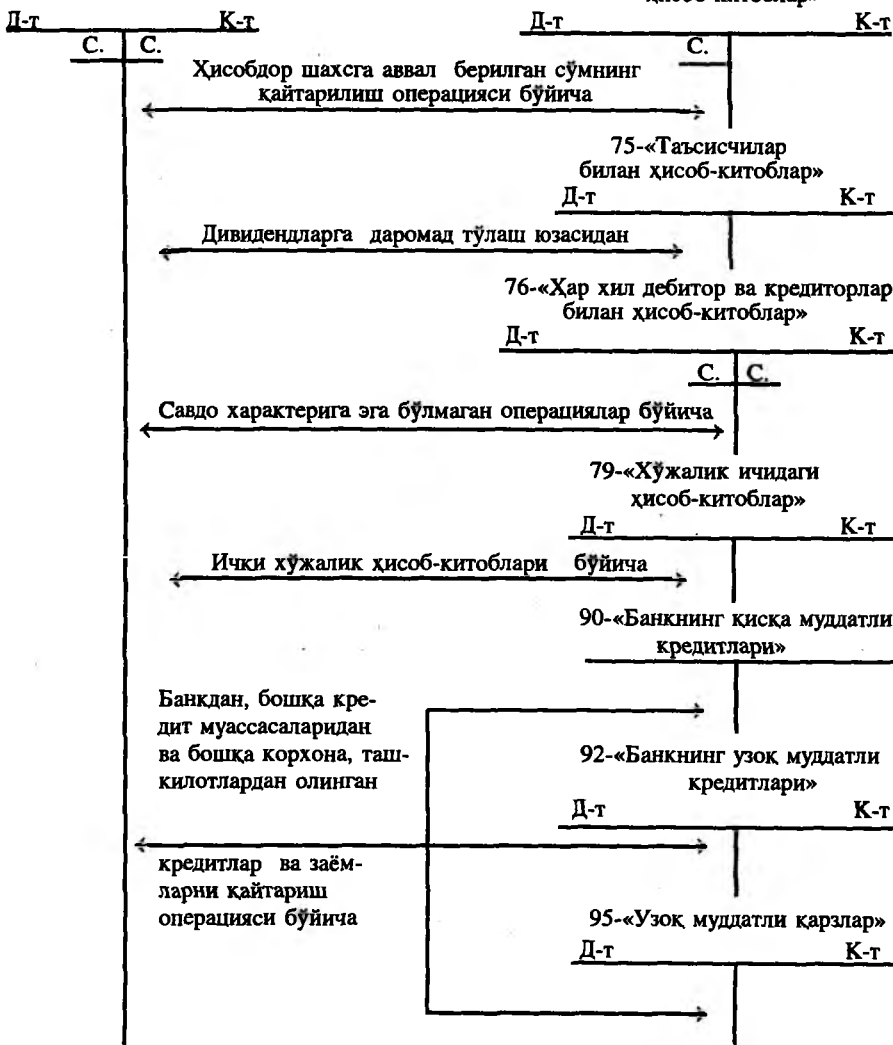 ҳисоб-китоблар»
Д-т К-т Д-т К-т
С. С. С.
Ҳисобдор шахсга аввал берилган сўмнинг
қайтарилиш операцияси бўйича
75-«Таъсисчилар
билан ҳисоб-китоблар»
Д-т К-т
Дивидендларга даромад тўлаш юзасидан
76-«Ҳар хил дебитор ва кредиторлар
билан ҳисоб-китоблар»
Д-т К-т
С. С.
Савдо характерига эга бўлмаган операциялар бўйича
79-«Хўжалик ичидаги
ҳисоб-китоблар»
Д-т К-т
Ички хўжалик ҳисоб-китоблари бўйича
90-«Банкнинг қисқа муддатли
кредитлари»
Банкдан, бошқа кре-
дит муассасаларидан
ва бошқа корхона, таш-
килотлардан олинган
92-«Банкнинг узоқ муддатли
кредитлари»
Д-т К-т
кредитлар ва заём-
ларни қайтариш
операцияси бўйича
95-«Узоқ муддатли қарзлар»
Д-т К-т